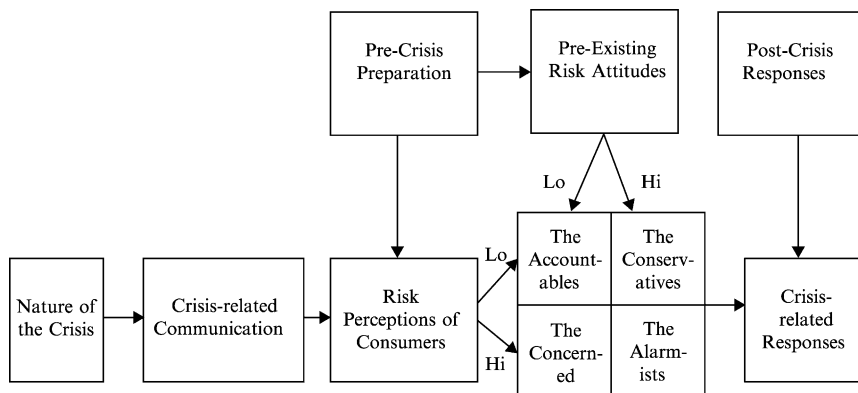 Pre-Crisis
Preparation
Pre-Existing
Risk Attitudes
Post-Crisis
Responses
Lo
Hi
Lo
Hi
The
Account-
ables
The
Conserv-
atives
The
Concern-
ed
The
Alarm-
ists
Nature of
the Crisis
Crisis-related
Communication
Risk
Perceptions of
Consumers
Crisis-
related
Responses